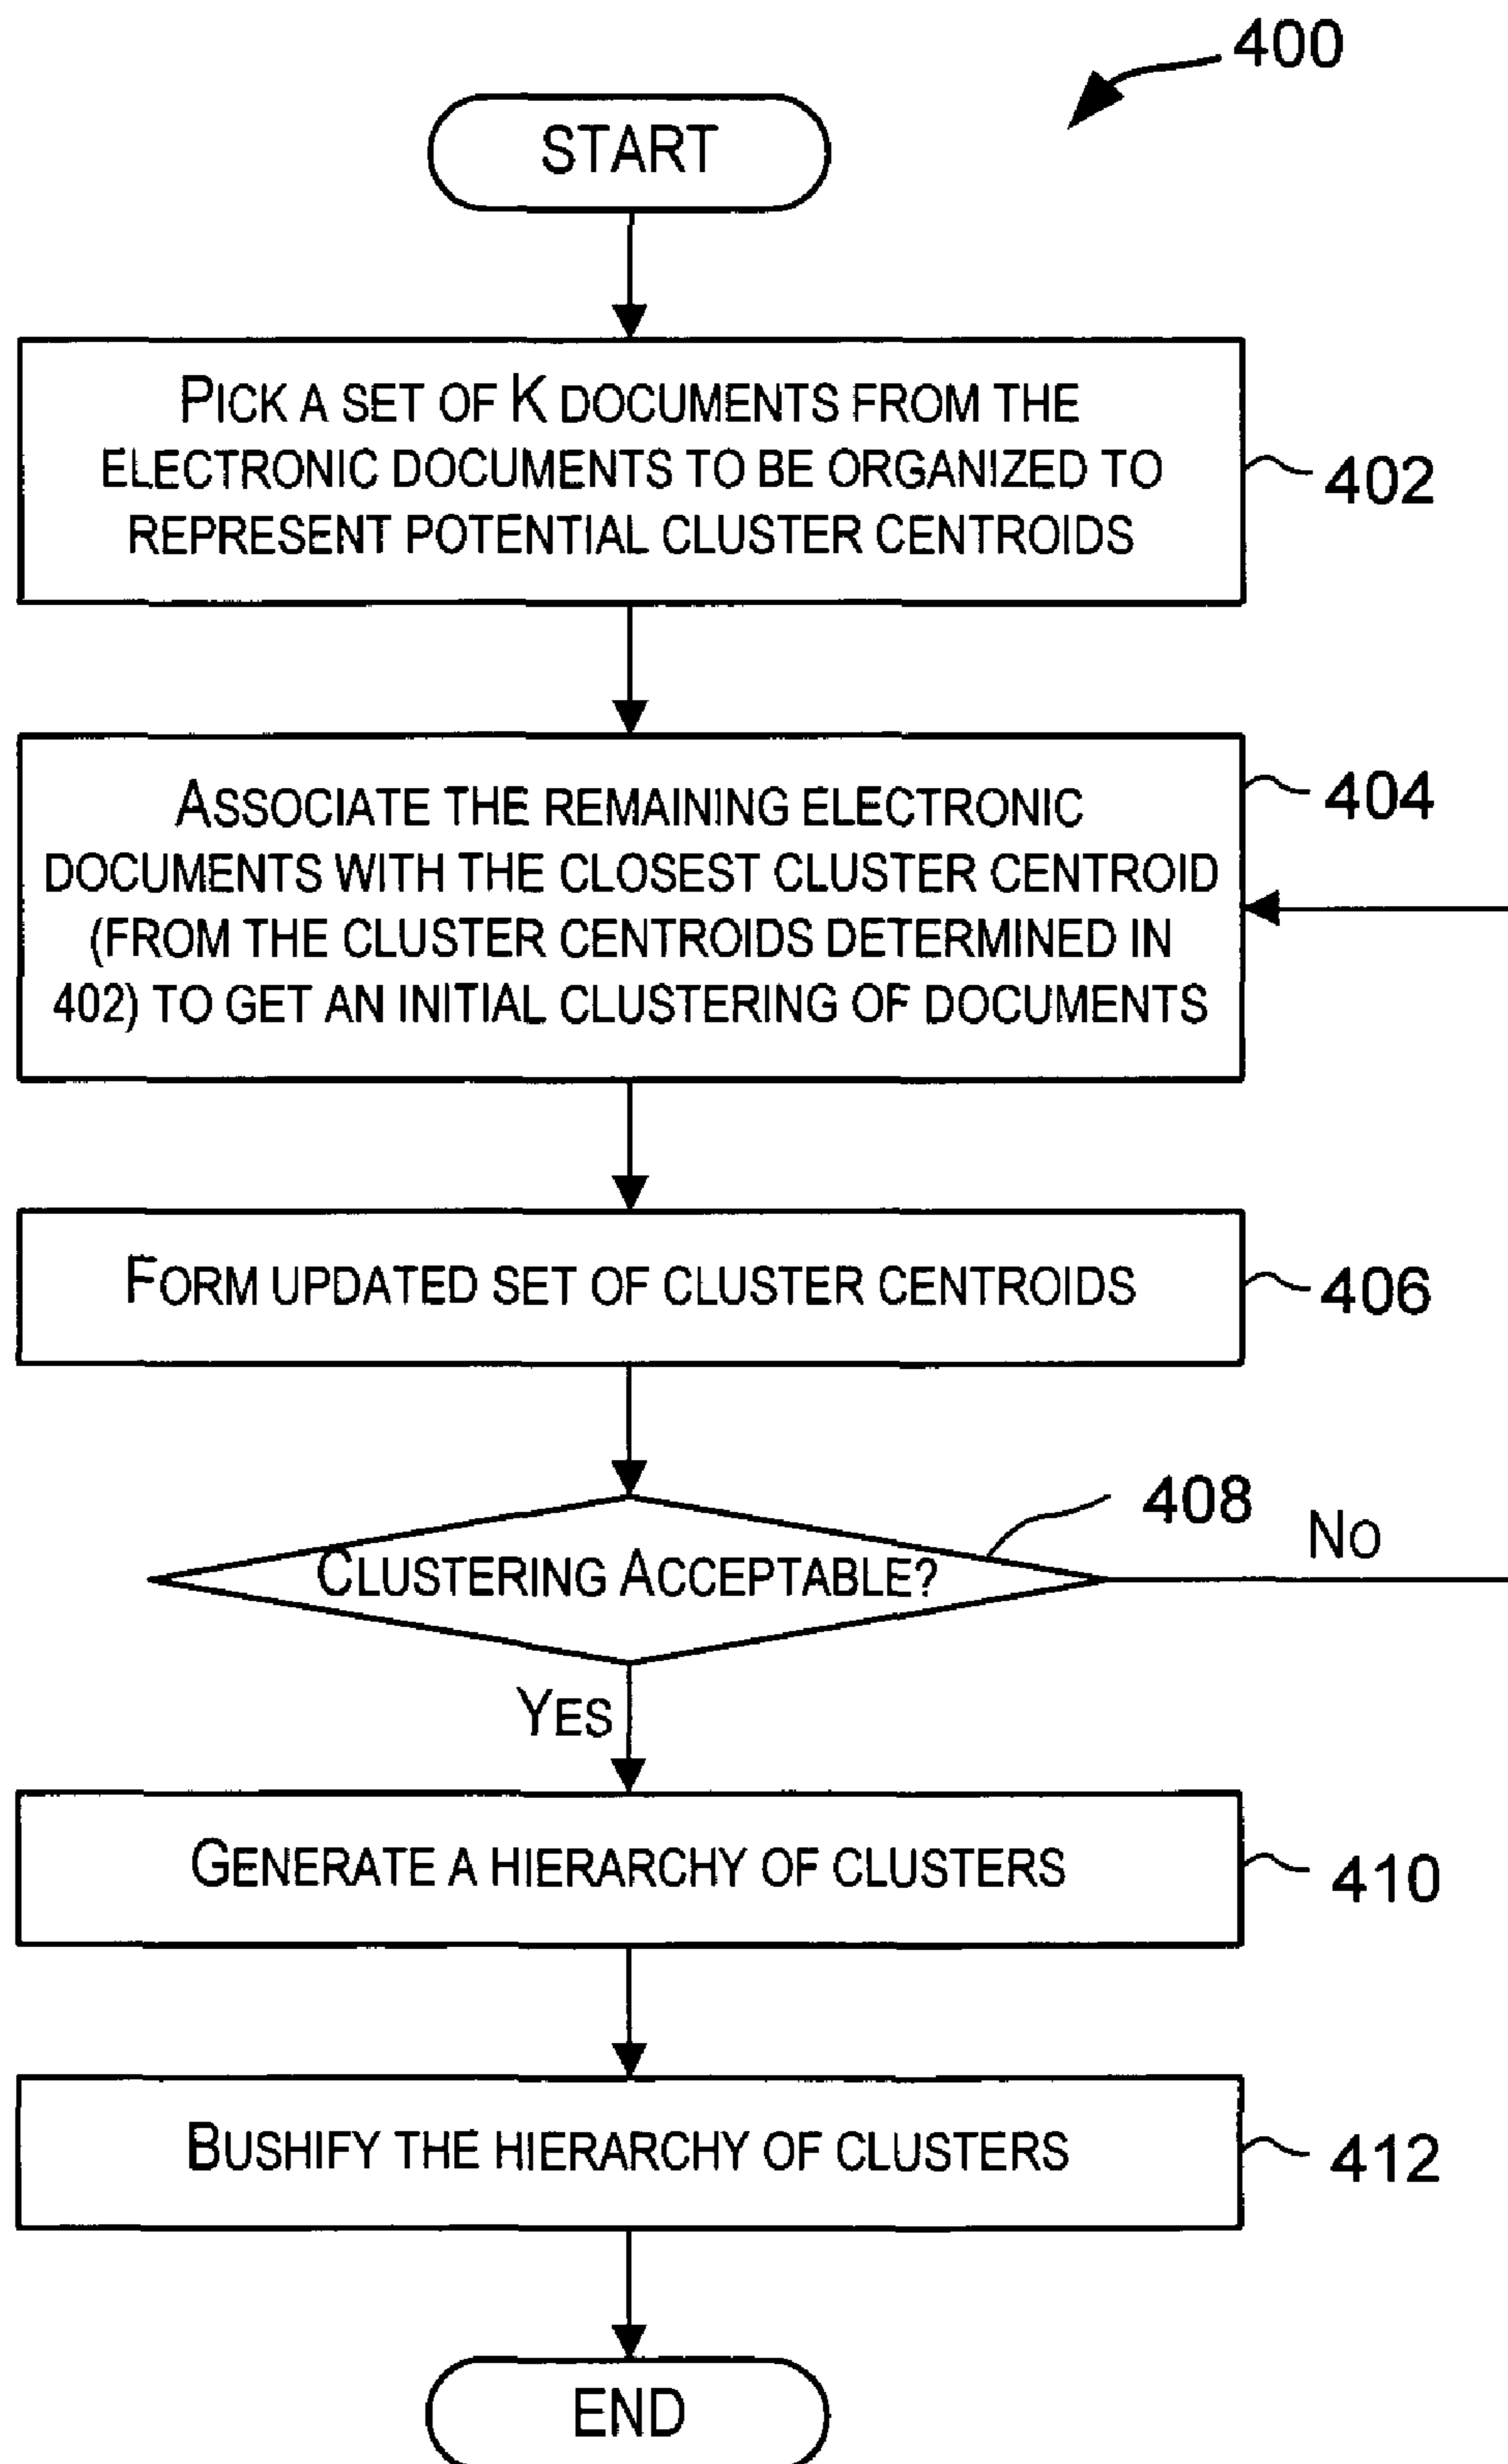 400
START
PICK A SET OF K DOCUMENTS FROM THE
ELECTRONIC DOCUMENTS TO BE ORGANIZED TO
REPRESENT POTENTIAL CLUSTER CENTROIDS
402
ASSOCIATE THE REMAINING ELECTRONIC
DOCUMENTS WITH THE CLOSEST CLUSTER CENTROID
(FROM THE CLUSTER CENTROIDS DETERMINED IN
402) TO GET AN INITIAL CLUSTERING OF DOCUMENTS
404
FORM UPDATED SET OF CLUSTER CENTROIDS
406
CLUSTERING ACCEPTABLE?
408
NO
YES
GENERATE A HIERARCHY OF CLUSTERS
410
BUSHIFY THE HIERARCHY OF CLUSTERS
412
END